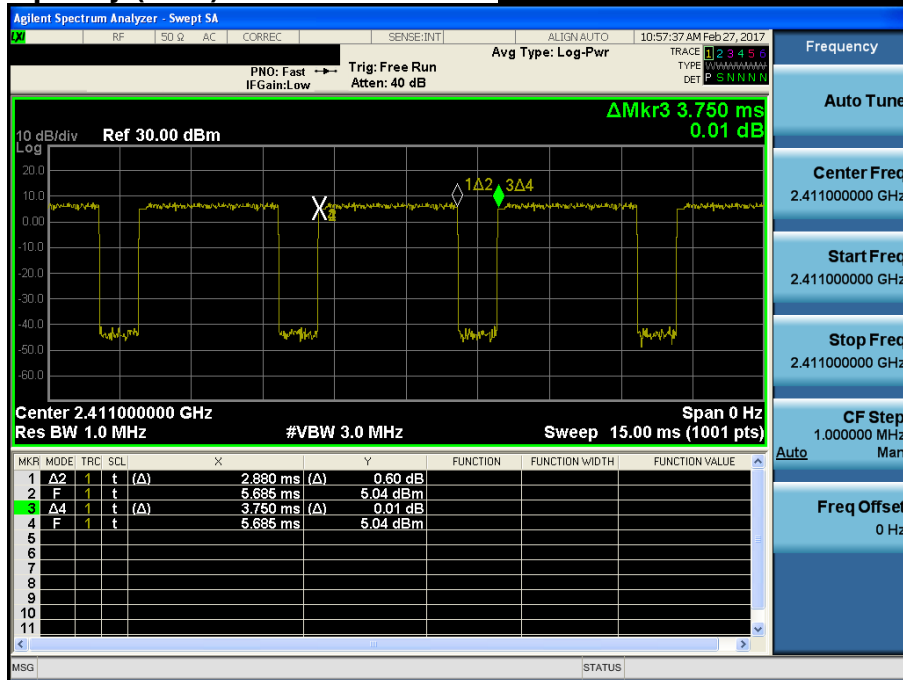 Agilent Spectrum Analyzer - Swept SA
LXI RF 50 Ω AC CORREC SENSE:INT ALIGN AUTO 10:57:37 AM Feb 27, 2017
Avg Type: Log-Pwr
TRACE 1 2 3 4 5 6
TYPE WWWWWW
DET P S N N N N
PNO: Fast
IFGain:Low
Trig: Free Run
Atten: 40 dB
ΔMkr3 3.750 ms
0.01 dB
10 dB/div Ref 30.00 dBm
Log
20.0
10.0
0.00
-10.0
-20.0
-30.0
-40.0
-50.0
-60.0
1Δ2 3Δ4
X
Center 2.411000000 GHz Span 0 Hz
Res BW 1.0 MHz #VBW 3.0 MHz Sweep 15.00 ms (1001 pts)
MKR MODE TRC SCL X Y FUNCTION FUNCTION WIDTH FUNCTION VALUE
1 Δ2 1 t (Δ) 2.880 ms (Δ) 0.60 dB
2 F 1 t 5.685 ms 5.04 dBm
3 Δ4 1 t (Δ) 3.750 ms (Δ) 0.01 dB
4 F 1 t 5.685 ms 5.04 dBm
5
6
7
8
9
10
11
MSG STATUS
Frequency
Auto Tune
Center Freq
2.411000000 GHz
Start Freq
2.411000000 GHz
Stop Freq
2.411000000 GHz
CF Step
1.000000 MHz
Auto Man
Freq Offset
0 Hz